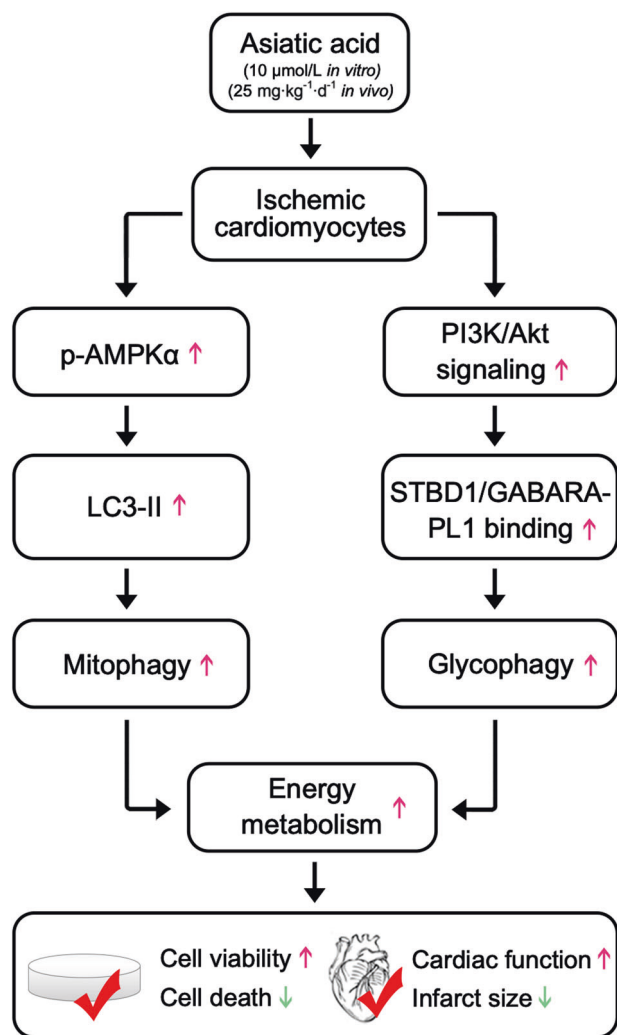 Asiatic acid
(10 μmol/L in vitro)
(25 mg·kg⁻¹·d⁻¹ in vivo)
Ischemic
cardiomyocytes
p-AMPKα ↑
LC3-II ↑
Mitophagy ↑
PI3K/Akt
signaling ↑
STBD1/GABARA-
PL1 binding ↑
Glycophagy ↑
Energy
metabolism ↑
Cell viability ↑
Cell death ↓
Cardiac function ↑
Infarct size ↓